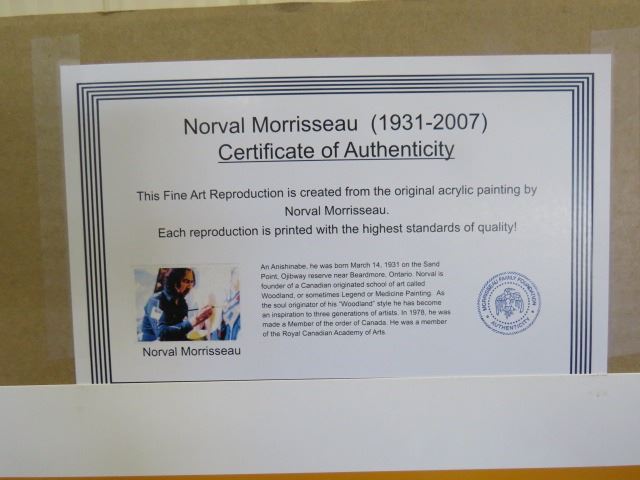 Norval Morrisseau (1931-2007)
Certificate of Authenticity
This Fine Art Reproduction is created from the original acrylic painting by
Norval Morrisseau.
Each reproduction is printed with the highest standards of quality!
An Anishinabe, he was born March 14, 1931 on the Sand
Point, Ojibway reserve near Beardmore, Ontario. Norval is
founder of a Canadian originated school of art called
Woodland, or sometimes Legend or Medicine Painting. As
the soul originator of his "Woodland" style he has become
an inspiration to three generations of artists. In 1978, he was
made a Member of the order of Canada. He was a member
of the Royal Canadian Academy of Arts.
Norval Morrisseau
MORRISSEAU FAMILY FOUNDATION
AUTHENTICITY